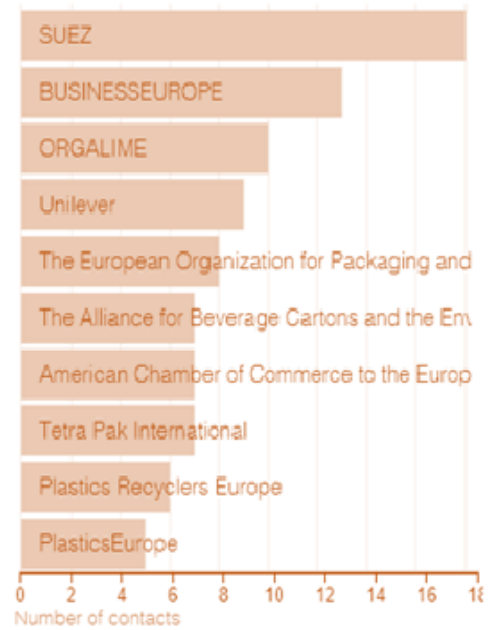 SUEZ
BUSINESSEUROPE
ORGALIME
Unilever
The European Organization for Packaging and
The Alliance for Beverage Cartons and the Env
American Chamber of Commerce to the Europ
Tetra Pak International
Plastics Recyclers Europe
PlasticsEurope
0 2 4 6 8 10 12 14 16 18
Number of contacts